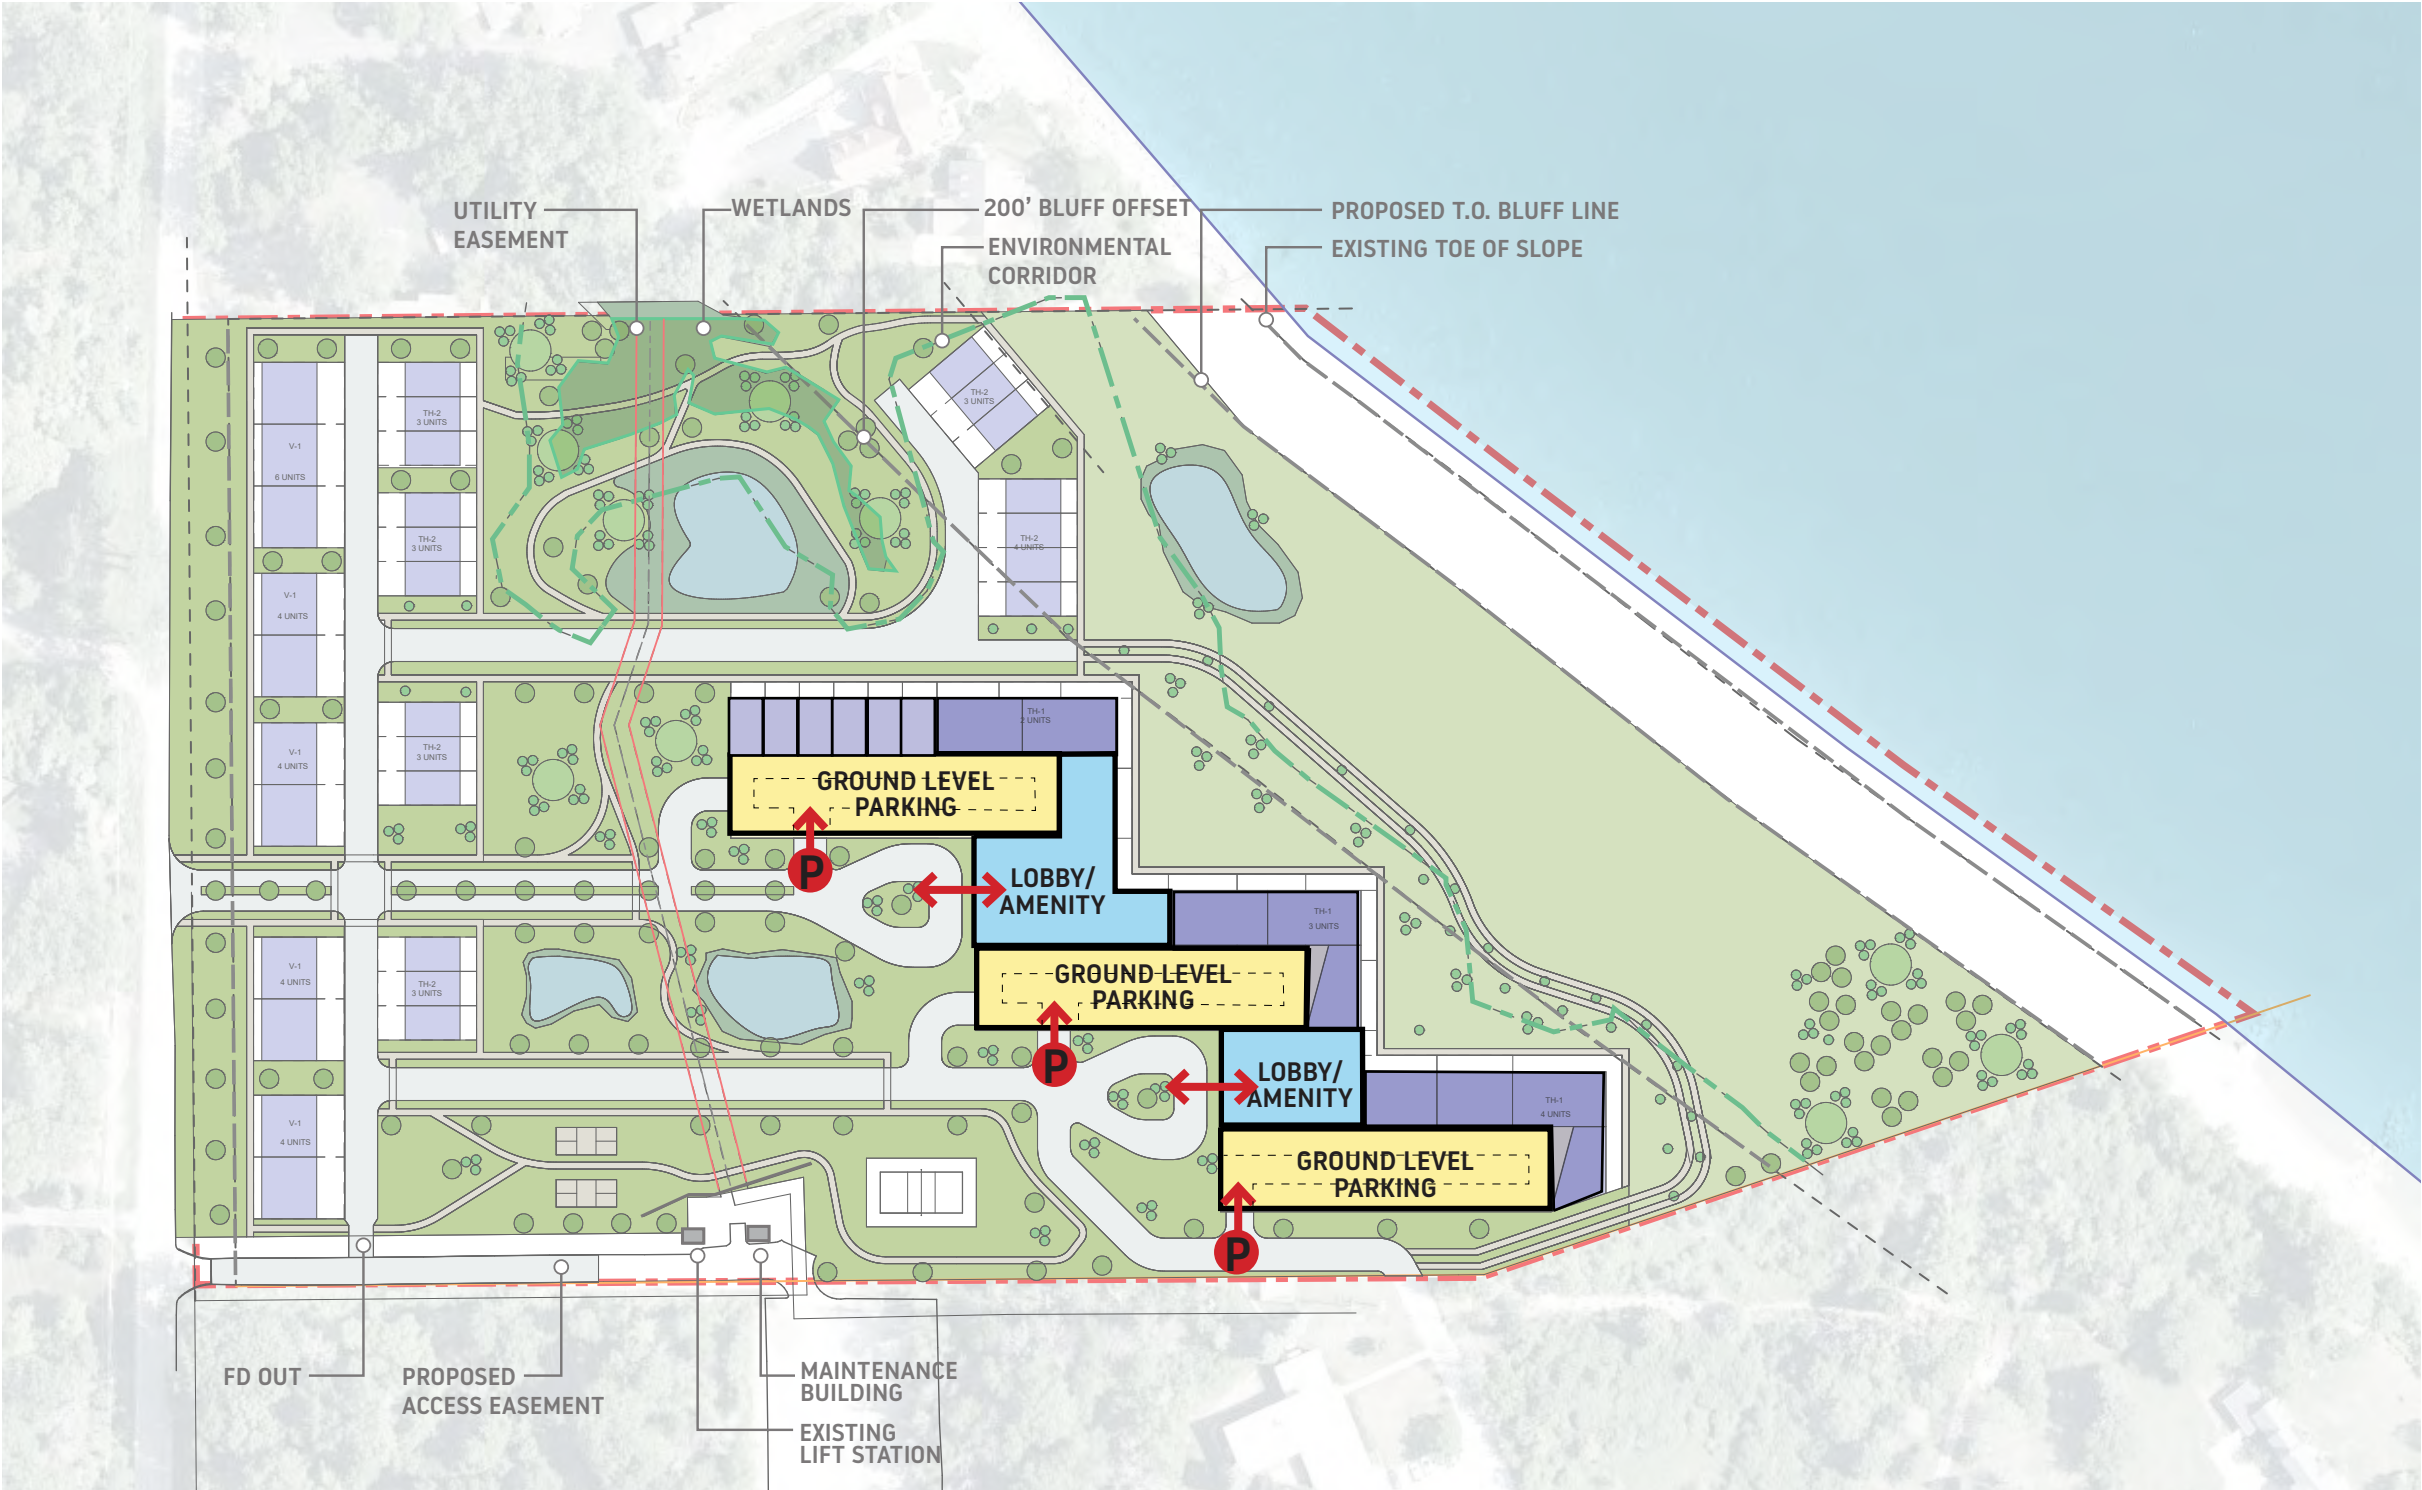 UTILITY
EASEMENT
WETLANDS
200' BLUFF OFFSET
ENVIRONMENTAL
CORRIDOR
PROPOSED T.O. BLUFF LINE
EXISTING TOE OF SLOPE
V-1
6 UNITS
TH-2
3 UNITS
TH-2
3 UNITS
TH-2
3 UNITS
TH-2
4 UNITS
V-1
4 UNITS
V-1
4 UNITS
TH-2
3 UNITS
TH-1
2 UNITS
GROUND LEVEL
PARKING
P
LOBBY/
AMENITY
TH-1
3 UNITS
V-1
4 UNITS
TH-2
3 UNITS
GROUND LEVEL
PARKING
P
LOBBY/
AMENITY
TH-1
4 UNITS
V-1
4 UNITS
GROUND LEVEL
PARKING
P
FD OUT
PROPOSED
ACCESS EASEMENT
MAINTENANCE
BUILDING
EXISTING
LIFT STATION